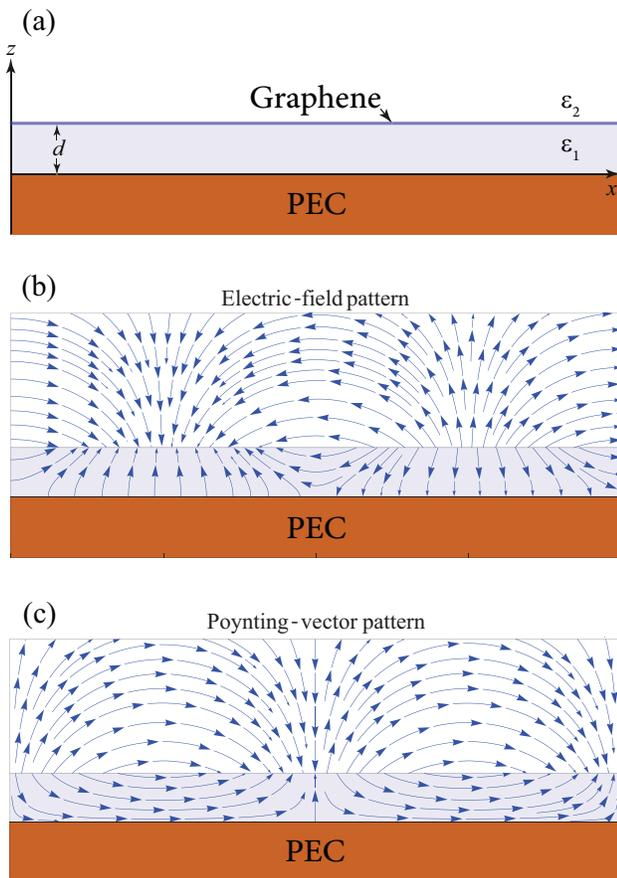 (a)
z
Graphene
ε2
d
ε1
x
PEC
(b)
Electric-field pattern
PEC
(c)
Poynting-vector pattern
PEC